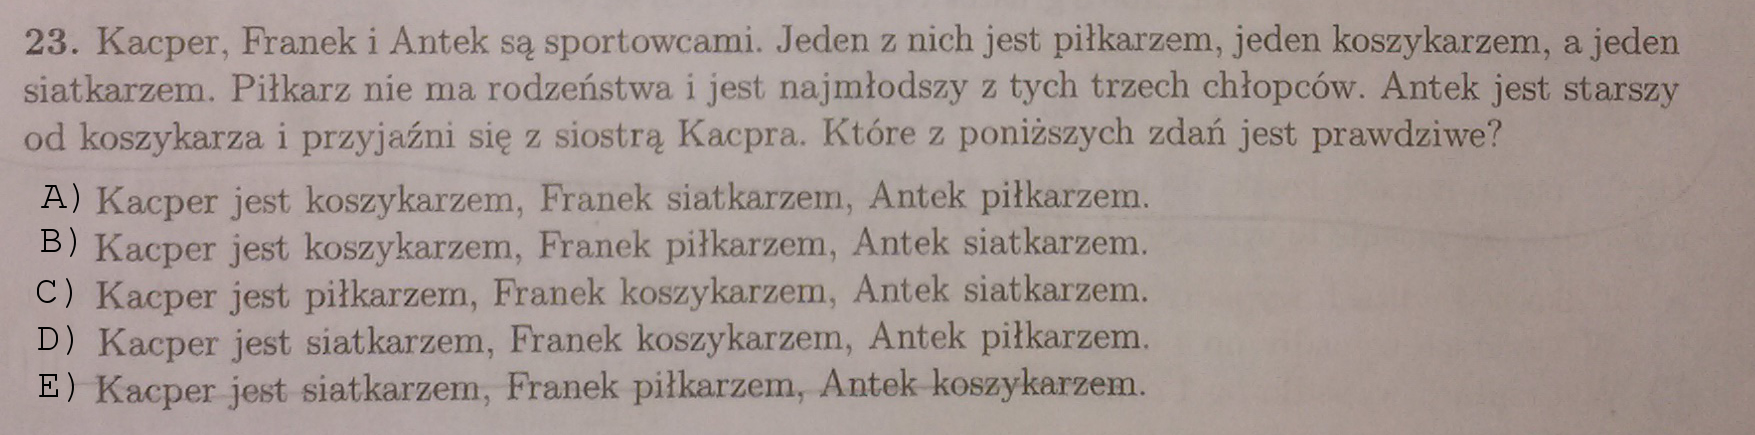 23. Kacper, Franek i Antek są sportowcami. Jeden z nich jest piłkarzem, jeden koszykarzem, a jeden
siatkarzem. Piłkarz nie ma rodzeństwa i jest najmłodszy z tych trzech chłopców. Antek jest starszy
od koszykarza i przyjaźni się z siostrą Kacpra. Które z poniższych zdań jest prawdziwe?
A) Kacper jest koszykarzem, Franek siatkarzem, Antek piłkarzem.
B) Kacper jest koszykarzem, Franek piłkarzem, Antek siatkarzem.
C) Kacper jest piłkarzem, Franek koszykarzem, Antek siatkarzem.
D) Kacper jest siatkarzem, Franek koszykarzem, Antek piłkarzem.
E) Kacper jest siatkarzem, Franek piłkarzem, Antek koszykarzem.